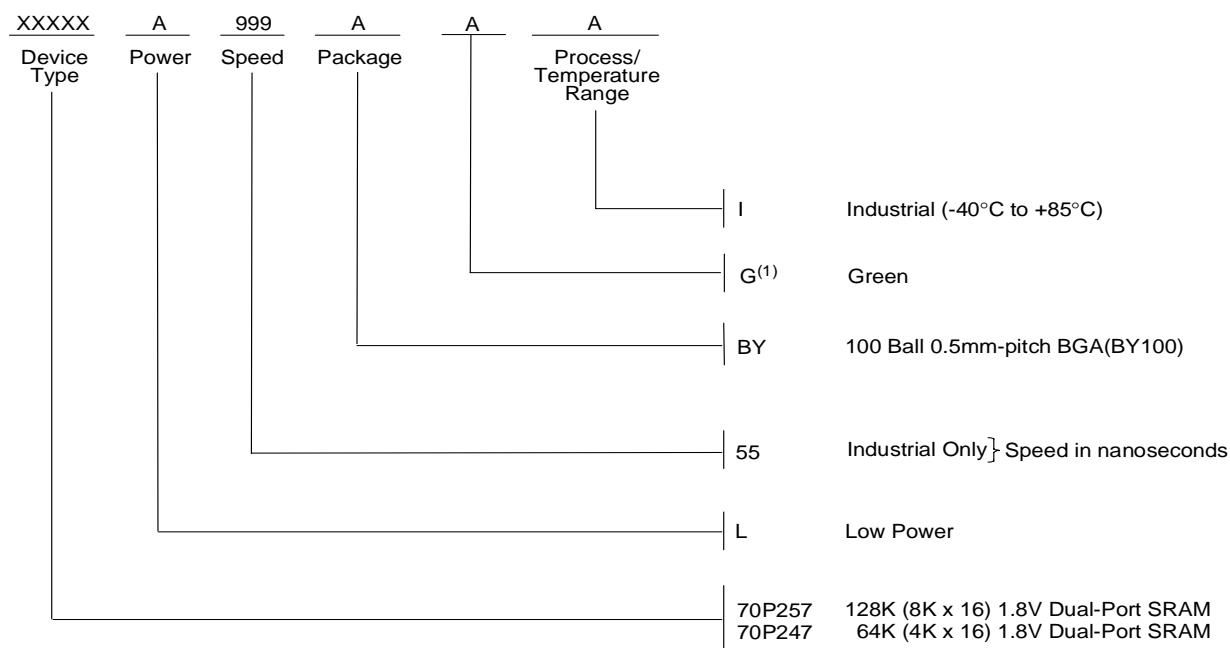 XXXXX A 999 A A A
Device Type Power Speed Package Process/ Temperature Range
I Industrial (-40°C to +85°C)
G(1) Green
BY 100 Ball 0.5mm-pitch BGA(BY100)
55 Industrial Only} Speed in nanoseconds
L Low Power
70P257 128K (8K x 16) 1.8V Dual-Port SRAM
70P247 64K (4K x 16) 1.8V Dual-Port SRAM